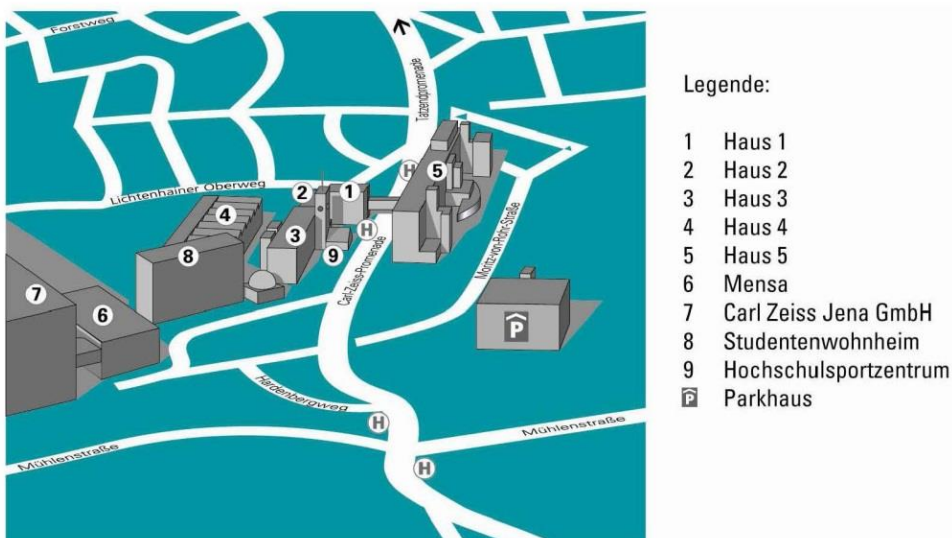 Forstweg
Tatzendpromenade
Lichtenhainer Oberweg
H
5
2
1
4
3
9
H
8
7
6
Carl-Zeiss-Promenade
Moritz-von-Rohr-Straße
P
Hardenbergweg
H
Mühlenstraße
Mühlenstraße
H
Legende:
1 Haus 1
2 Haus 2
3 Haus 3
4 Haus 4
5 Haus 5
6 Mensa
7 Carl Zeiss Jena GmbH
8 Studentenwohnheim
9 Hochschulsportzentrum
P Parkhaus